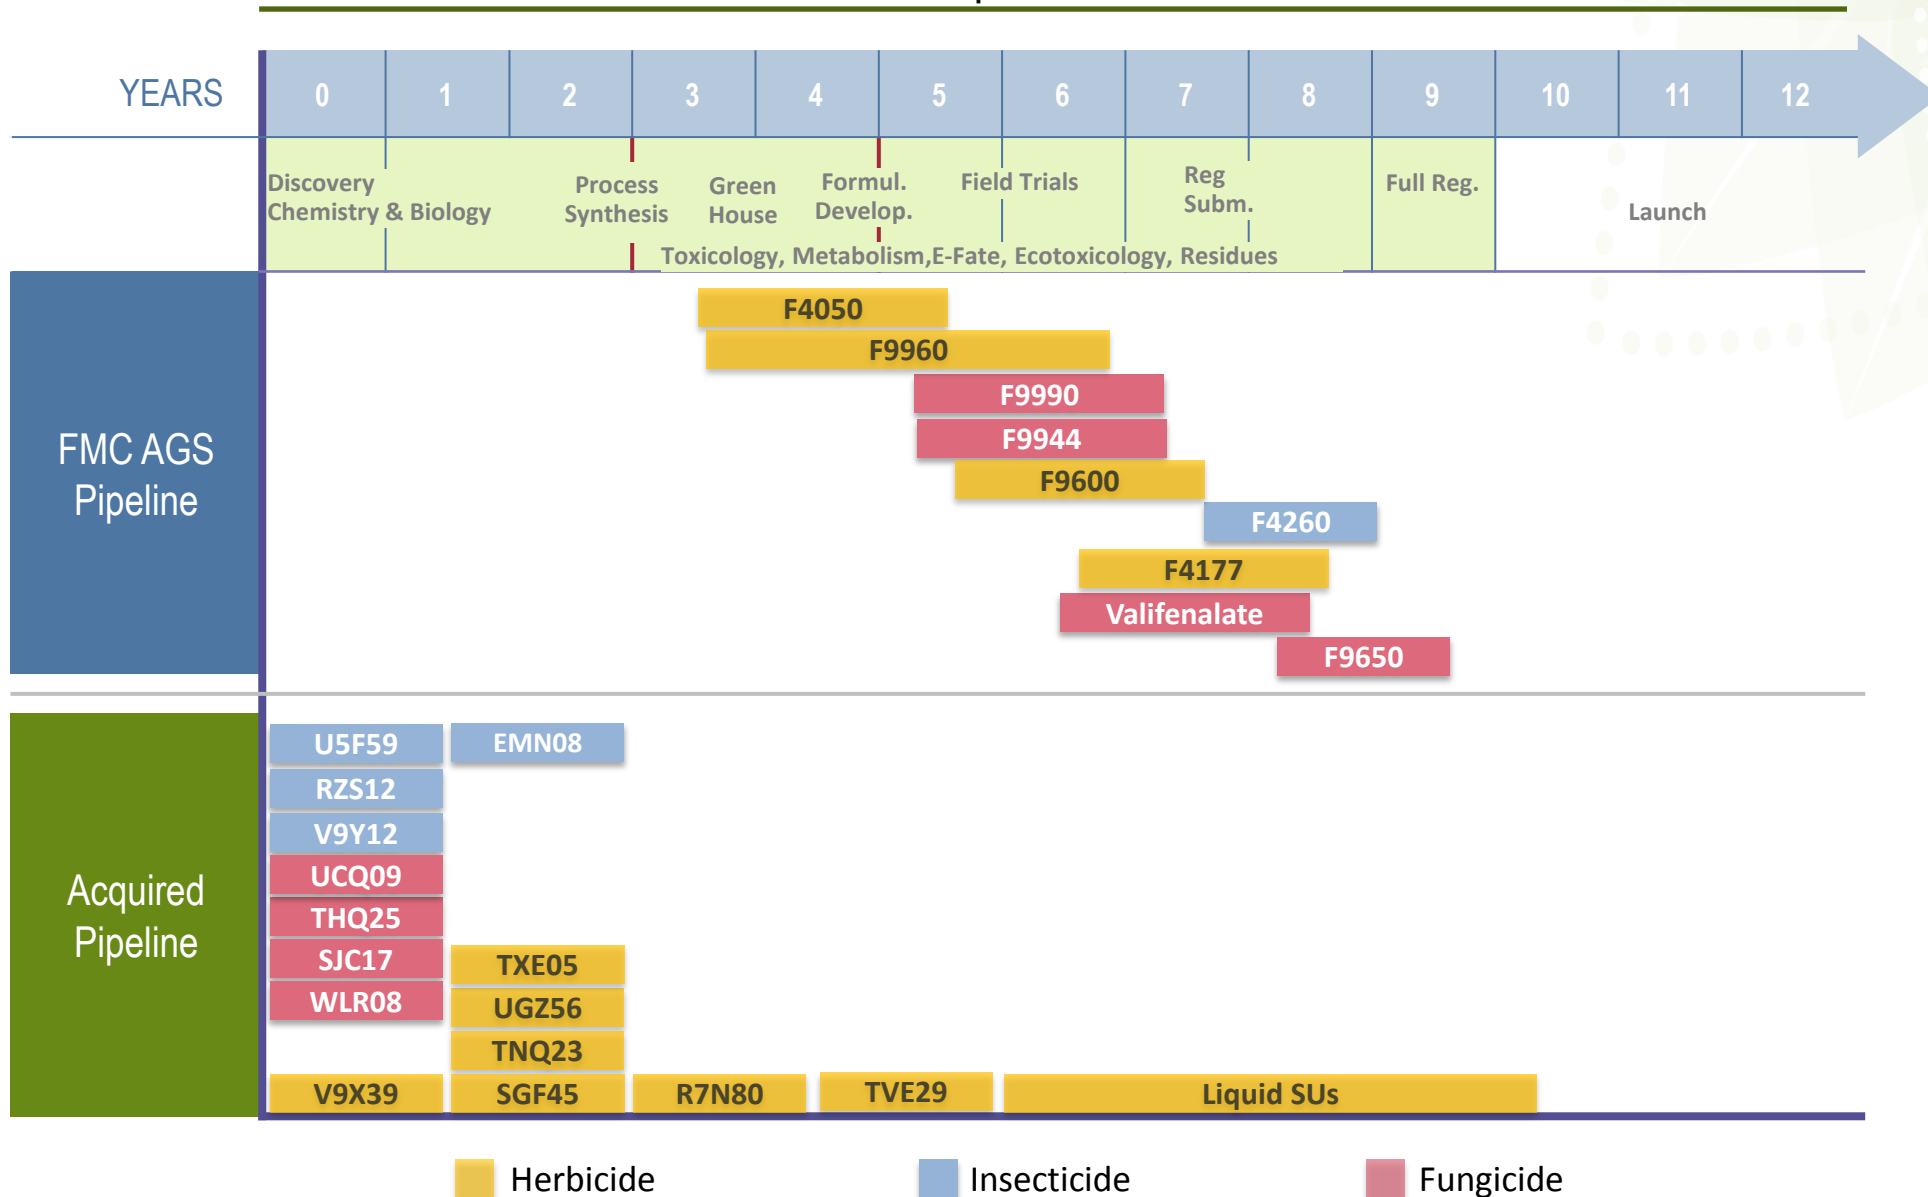 YEARS
0 1 2 3 4 5 6 7 8 9 10 11 12
Discovery
Chemistry & Biology
Process
Synthesis
Green
House
Formul.
Develop.
Field Trials
Reg
Subm.
Full Reg.
Launch
Toxicology, Metabolism,E-Fate, Ecotoxicology, Residues
FMC AGS
Pipeline
F4050
F9960
F9990
F9944
F9600
F4260
F4177
Valifenalate
F9650
Acquired
Pipeline
U5F59 EMN08
RZS12
V9Y12
UCQ09
THQ25
SJC17 TXE05
WLR08 UGZ56
TNQ23
V9X39 SGF45 R7N80 TVE29 Liquid SUs
Herbicide Insecticide Fungicide